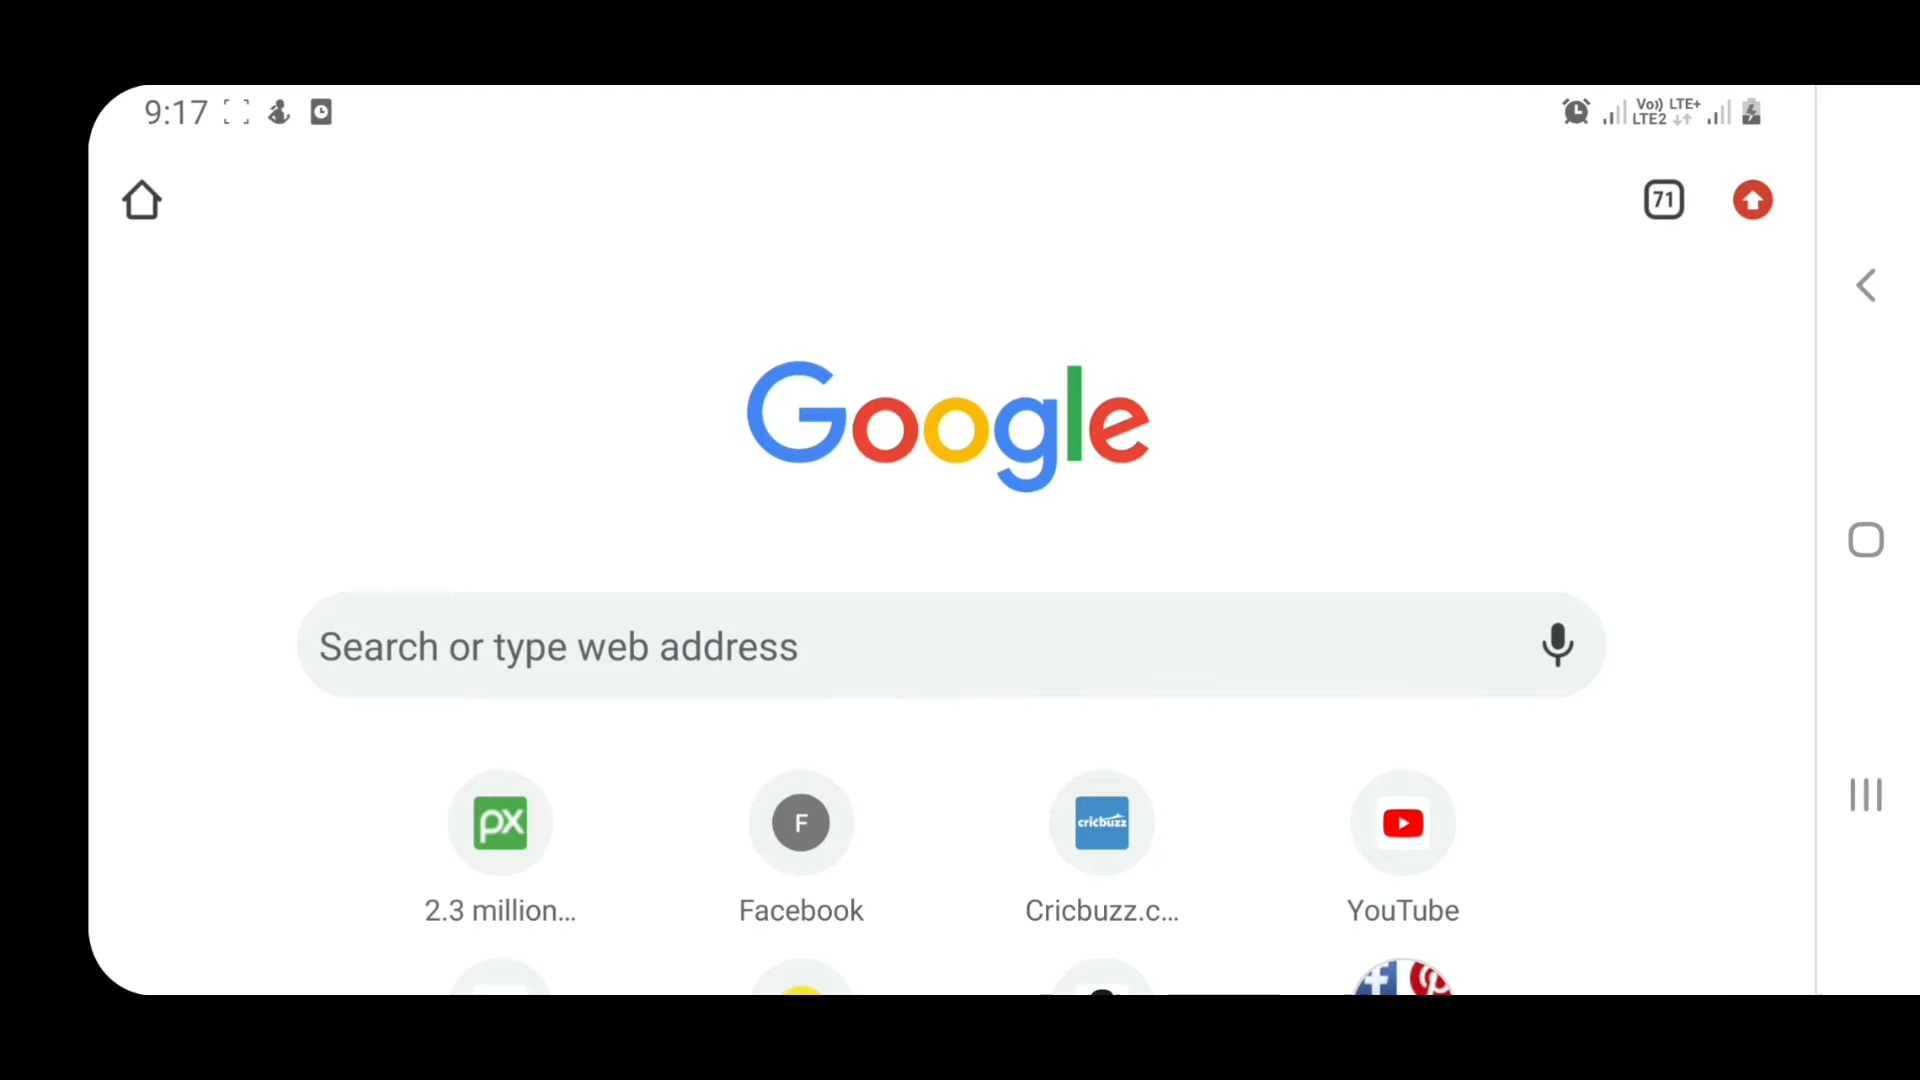 9:17
Vo)) LTE+
LTE2
71
Google
Search or type web address
px
F
cricbuzz
2.3 million...
Facebook
Cricbuzz.c...
YouTube